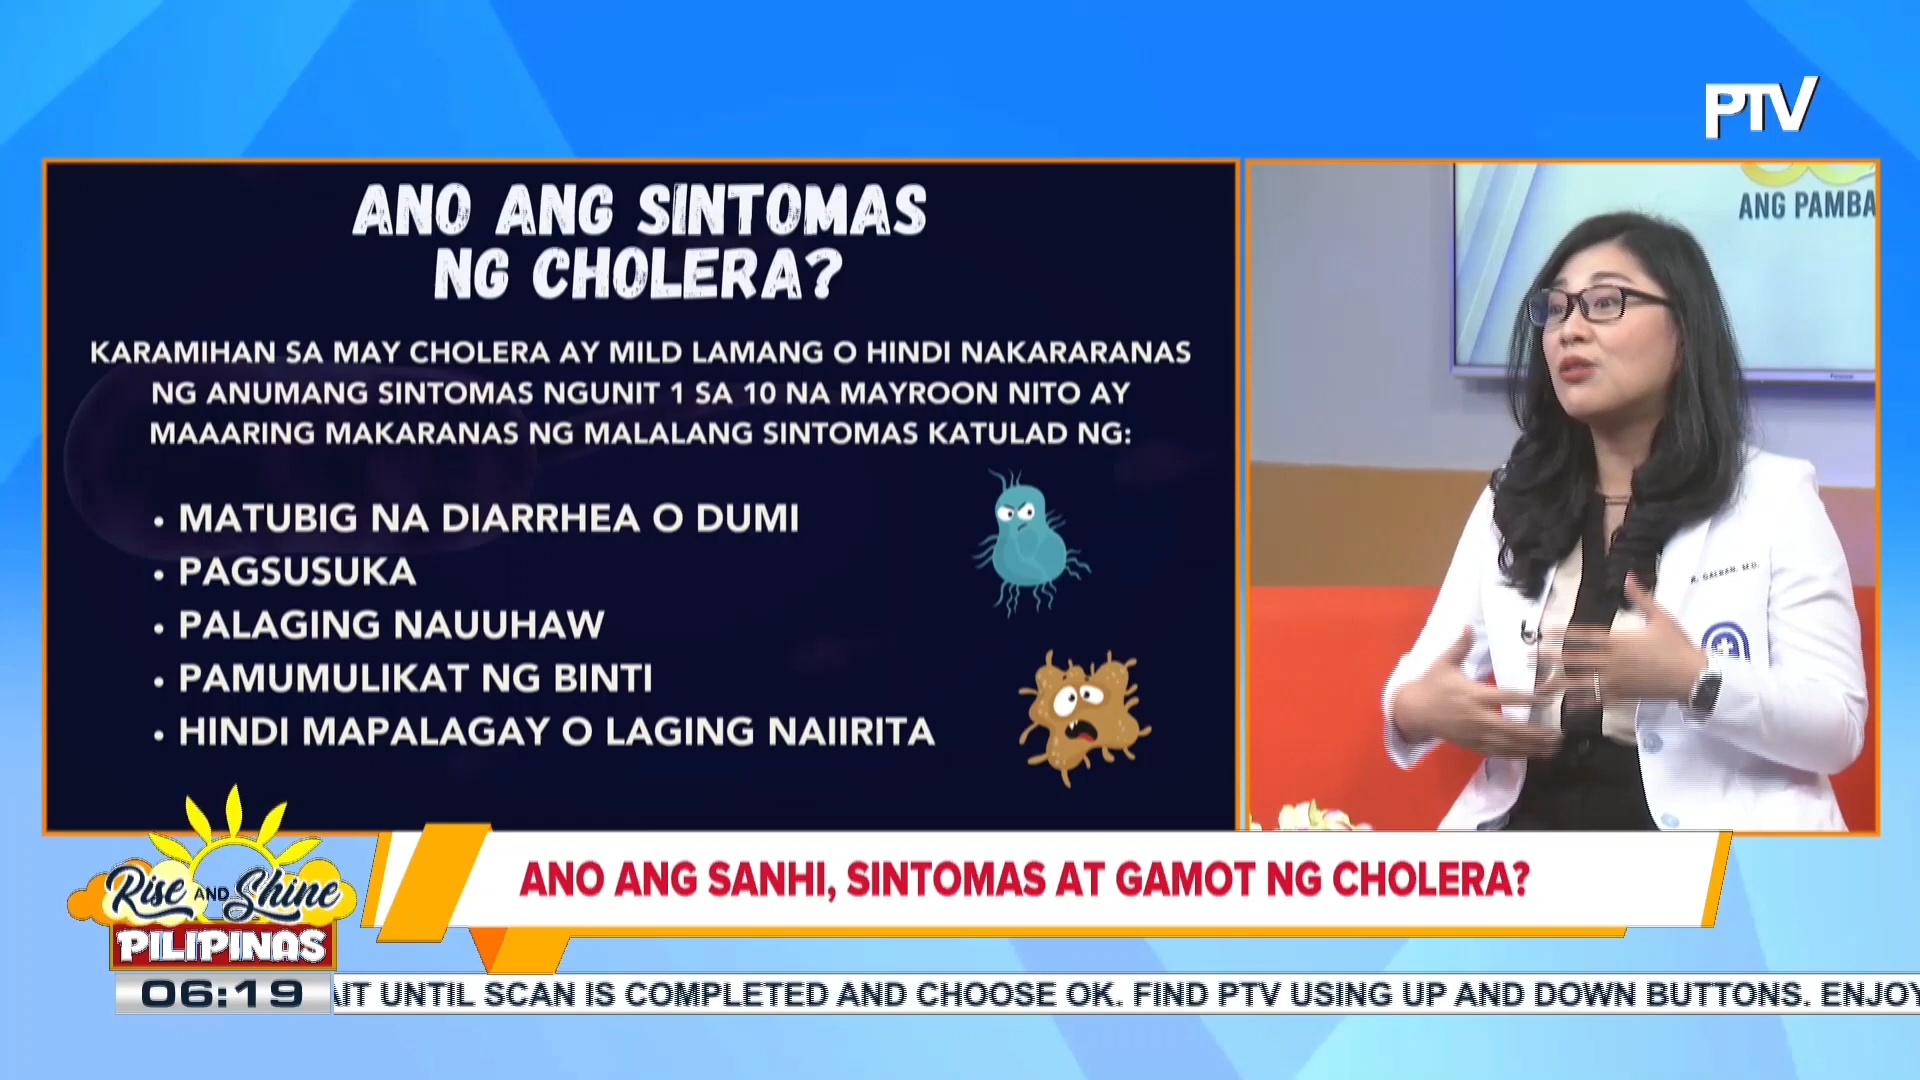 PTV
ANO ANG SINTOMAS
NG CHOLERA?
KARAMIHAN SA MAY CHOLERA AY MILD LAMANG O HINDI NAKARARANAS
NG ANUMANG SINTOMAS NGUNIT 1 SA 10 NA MAYROON NITO AY
MAAARING MAKARANAS NG MALALANG SINTOMAS KATULAD NG:
• MATUBIG NA DIARRHEA O DUMI
• PAGSUSUKA
• PALAGING NAUUHAW
• PAMUMULIKAT NG BINTI
• HINDI MAPALAGAY O LAGING NAIIRITA
ANG PAMBA
R. GALBAN, M.D.
ANO ANG SANHI, SINTOMAS AT GAMOT NG CHOLERA?
Rise AND Shine
PILIPINAS
06:19
AIT UNTIL SCAN IS COMPLETED AND CHOOSE OK. FIND PTV USING UP AND DOWN BUTTONS. ENJOY